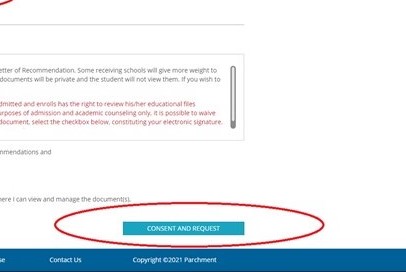 etter of Recommendation. Some receiving schools will give more weight to
documents will be private and the student will not view them. If you wish to
dmitted and enrolls has the right to review his/her educational files
urposes of admission and academic counseling only, it is possible to waive
document, select the checkbox below, constituting your electronic signature.
mmendations and
here I can view and manage the document(s).
CONSENT AND REQUEST
se
Contact Us
Copyright ©2021 Parchment